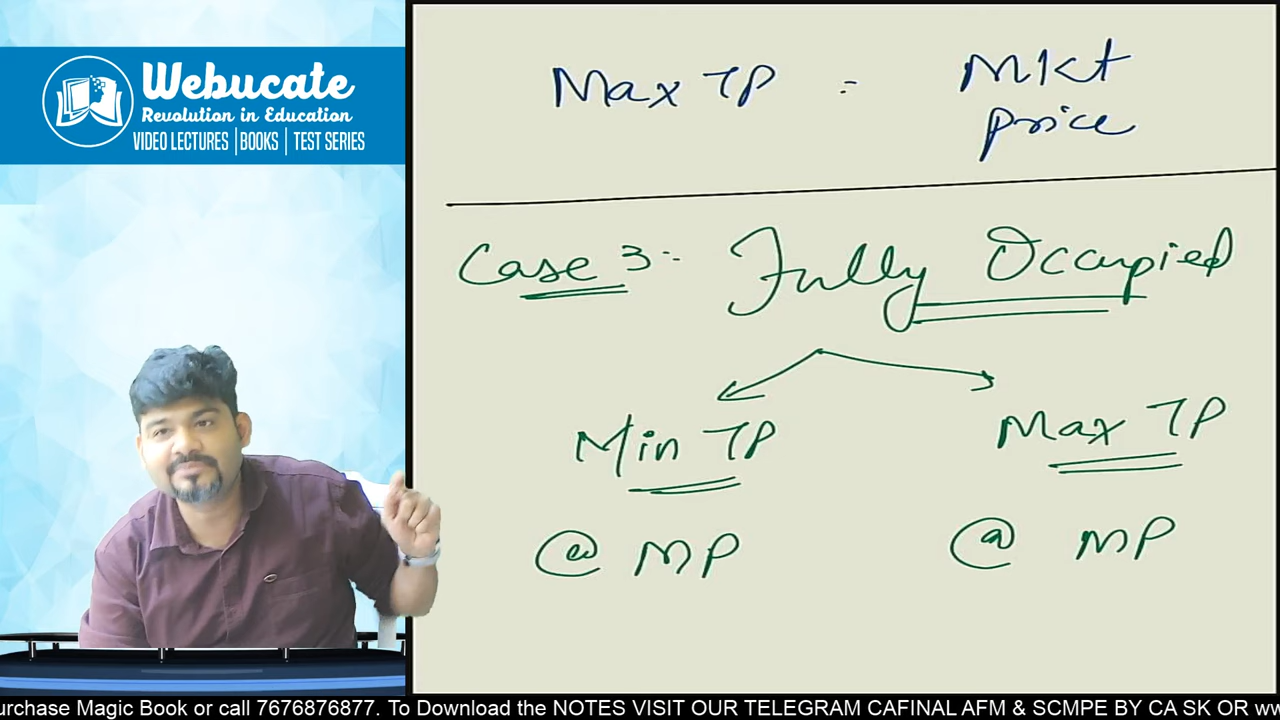 Webucate
Revolution in Education
VIDEO LECTURES | BOOKS | TEST SERIES
Max TP = Mkt
price
Case 3:- Fully Occupied
Min TP
Max TP
@ MP
@ MP
urchase Magic Book or call 7676876877. To Download the NOTES VISIT OUR TELEGRAM CAFINAL AFM & SCMPE BY CA SK OR ww